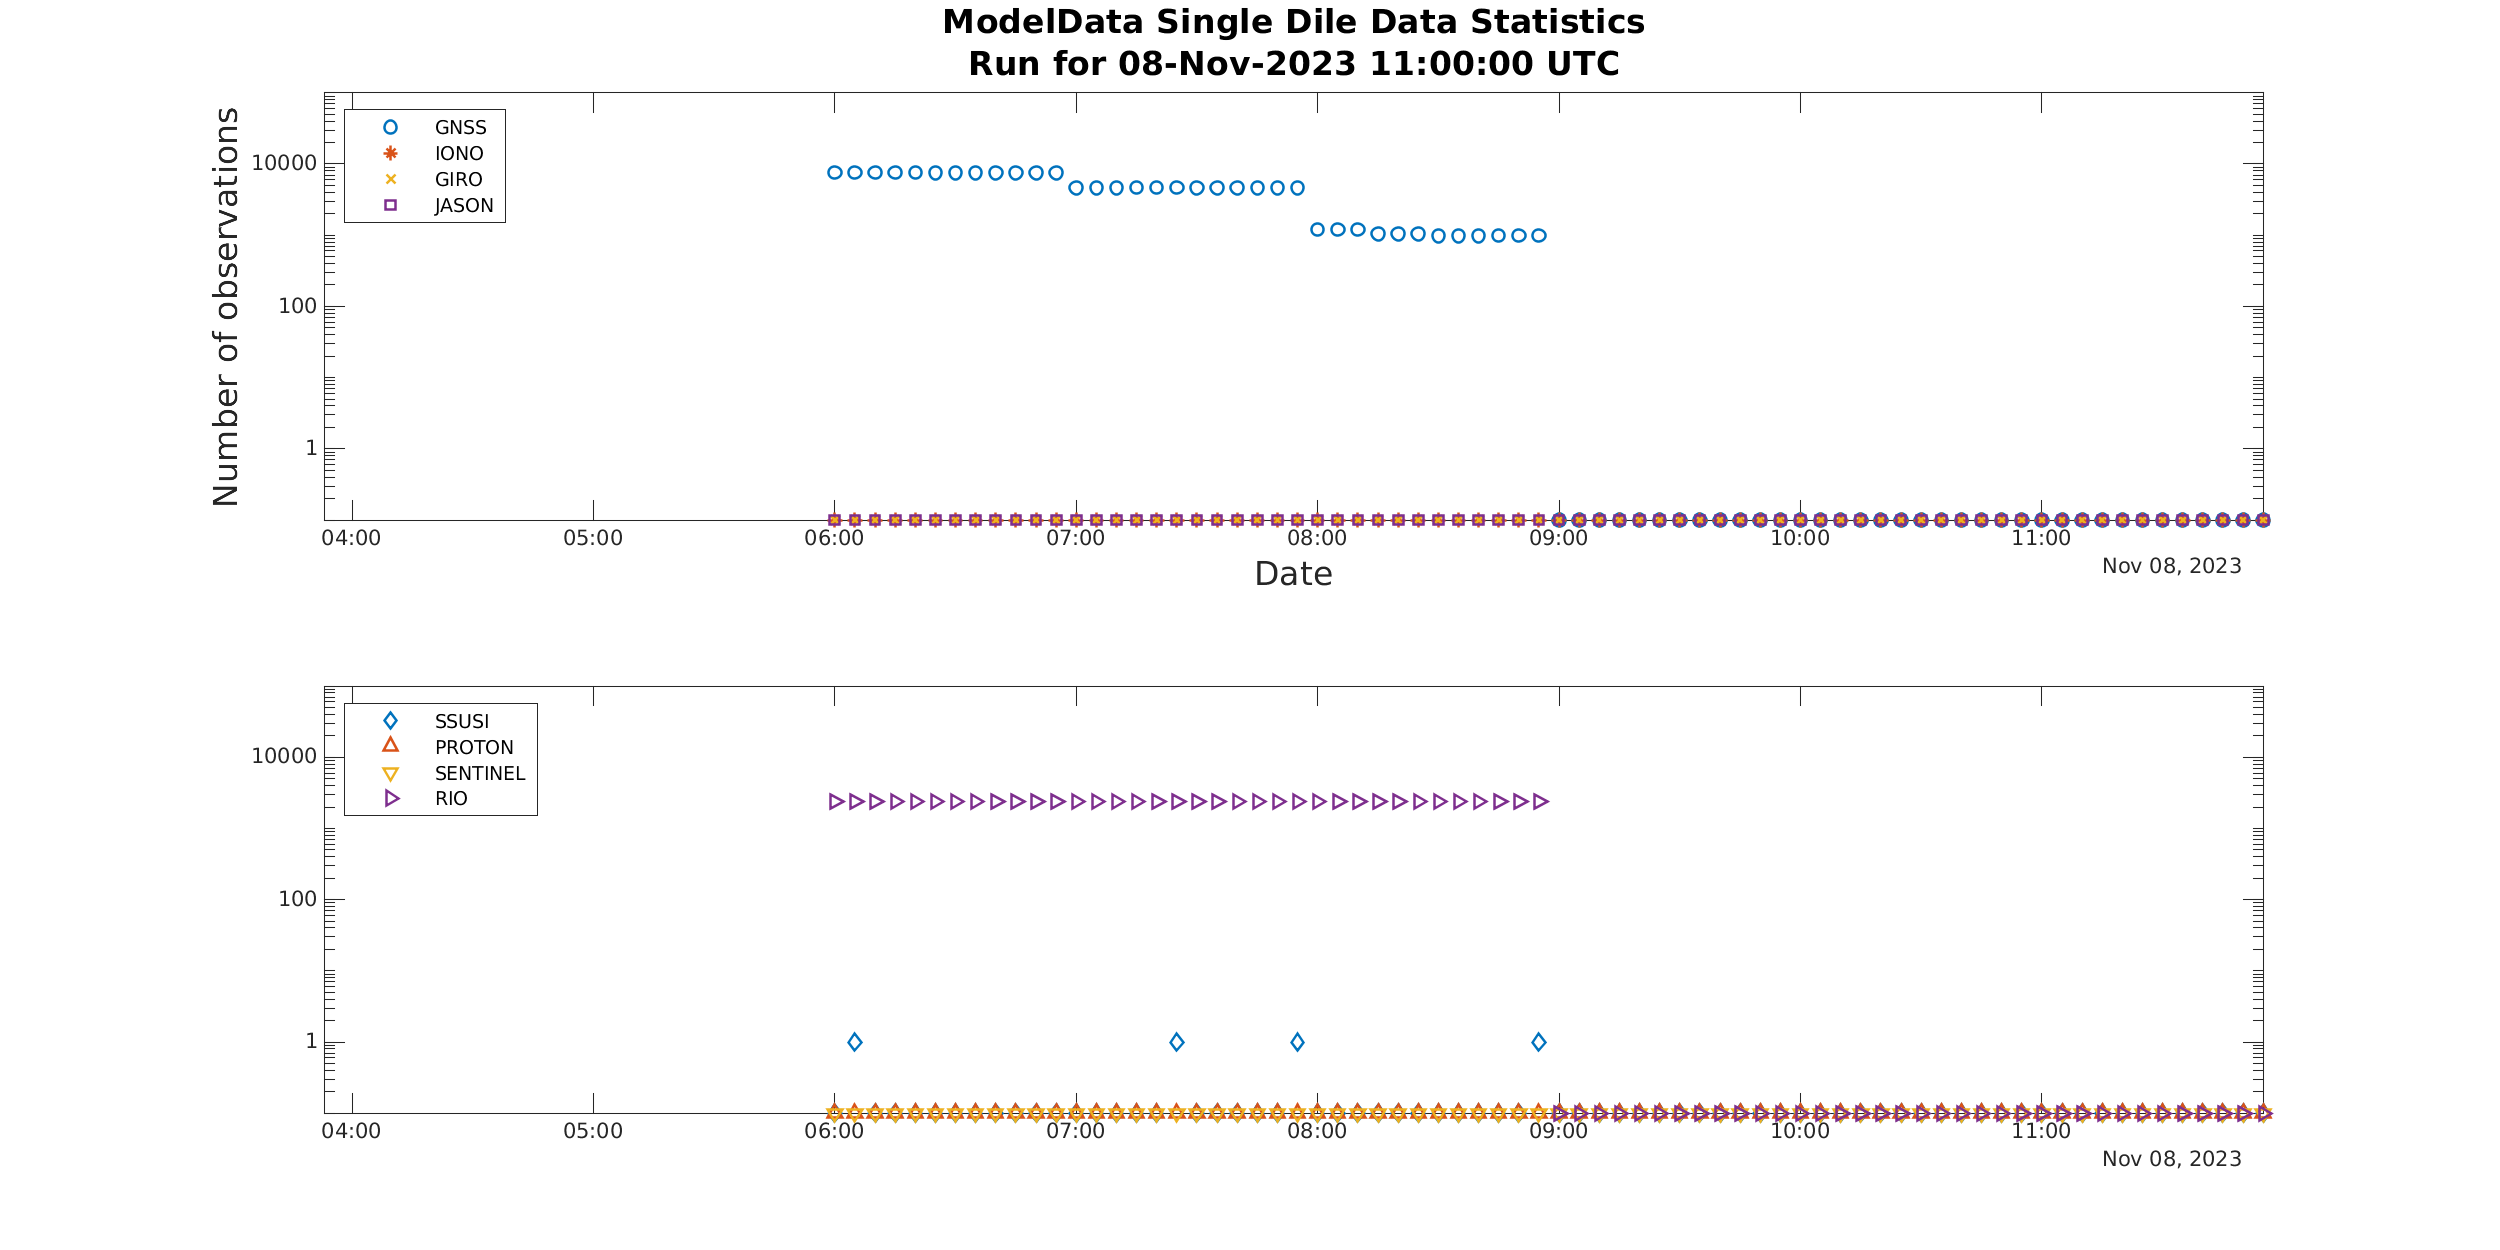 ModelData Single Dile Data Statistics
Run for 08-Nov-2023 11:00:00 UTC
Number of observations
GNSS
IONO
GIRO
JASON
10000
100
1
04:00 05:00 06:00 07:00 08:00 09:00 10:00 11:00
Nov 08, 2023
Date
SSUSI
PROTON
SENTINEL
RIO
10000
100
1
04:00 05:00 06:00 07:00 08:00 09:00 10:00 11:00
Nov 08, 2023